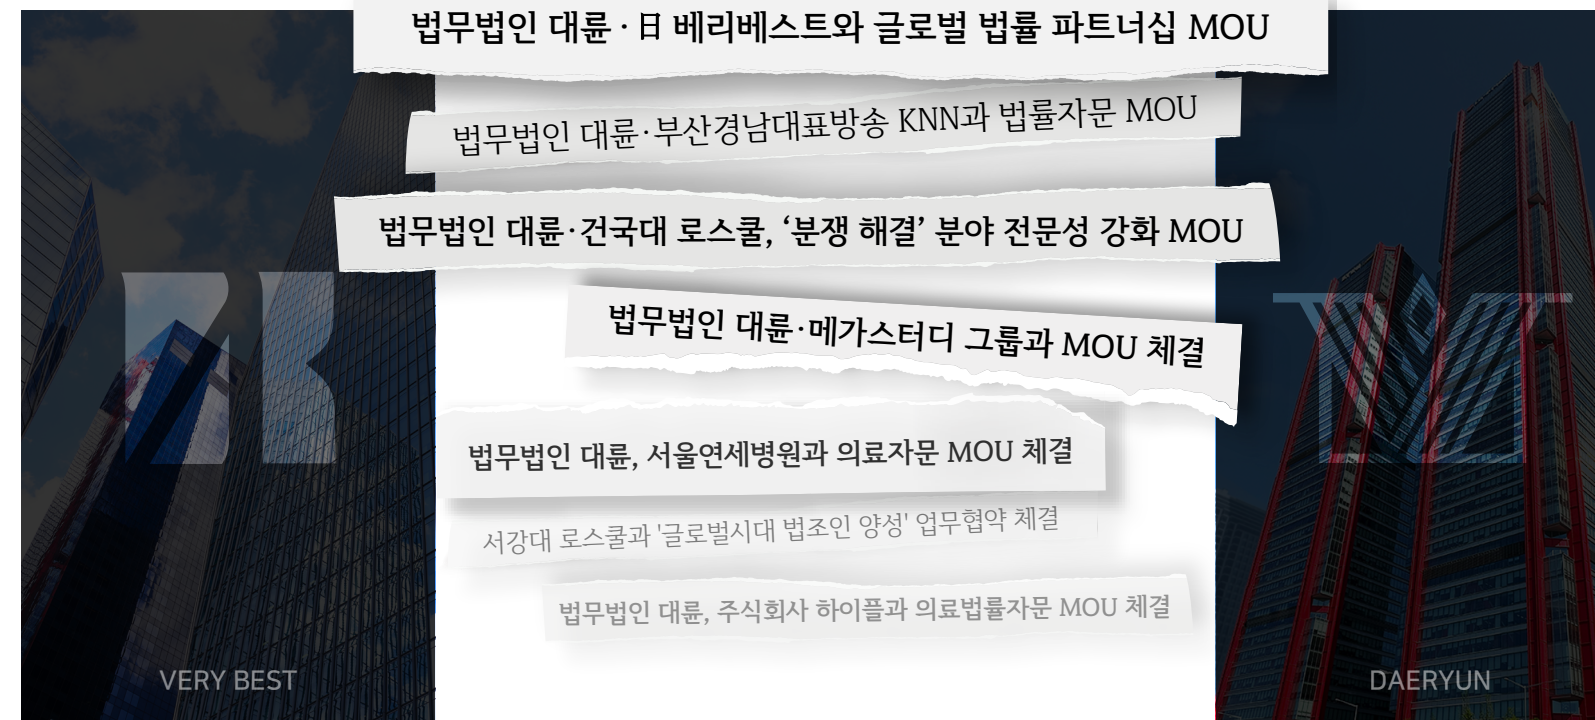 법무법인 대륜·日 베리베스트와 글로벌 법률 파트너십 MOU
법무법인 대륜·부산경남대표방송 KNN과 법률자문 MOU
법무법인 대륜·건국대 로스쿨, ‘분쟁 해결’ 분야 전문성 강화 MOU
법무법인 대륜·메가스터디 그룹과 MOU 체결
법무법인 대륜, 서울연세병원과 의료자문 MOU 체결
서강대 로스쿨과 '글로벌시대 법조인 양성' 업무협약 체결
법무법인 대륜, 주식회사 하이플과 의료법률자문 MOU 체결
VERY BEST
DAERYUN